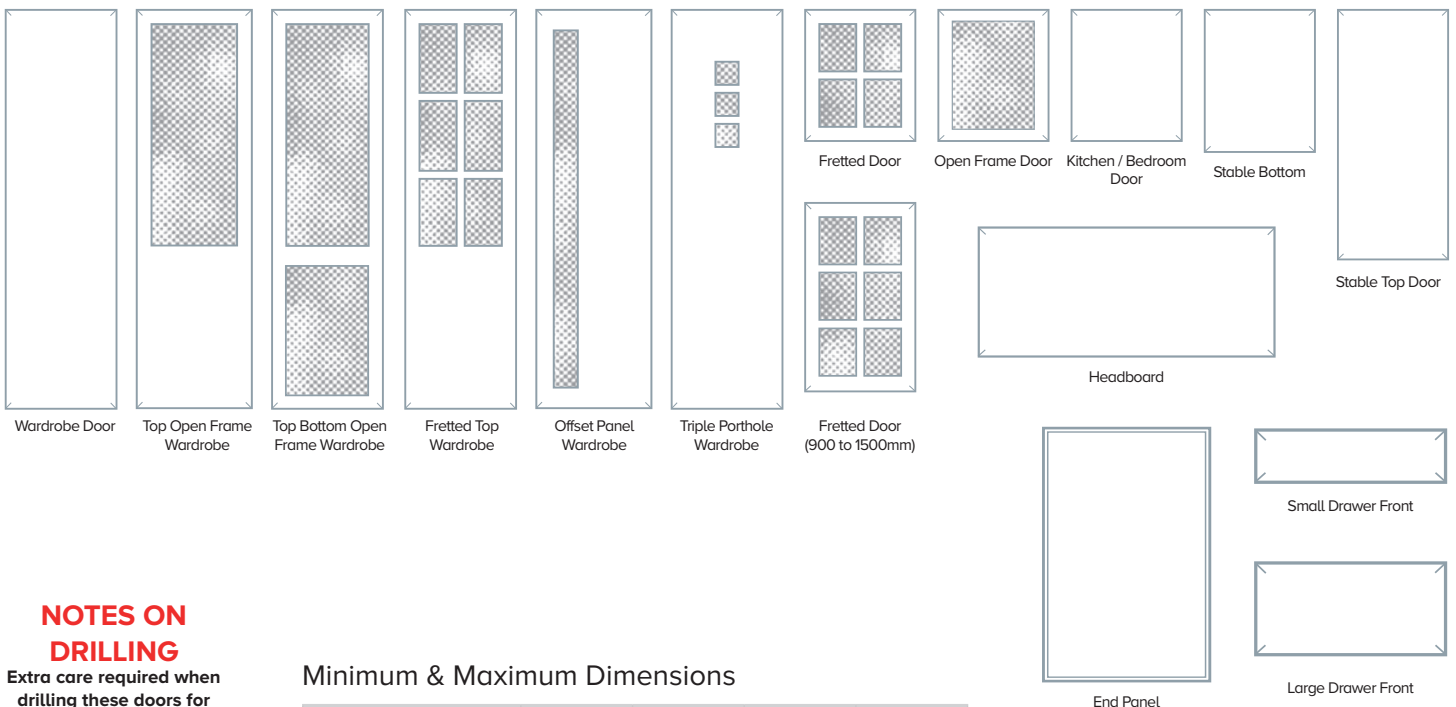 Fretted Door
Open Frame Door
Kitchen / Bedroom
Door
Stable Bottom
Stable Top Door
Headboard
Wardrobe Door
Top Open Frame
Wardrobe
Top Bottom Open
Frame Wardrobe
Fretted Top
Wardrobe
Offset Panel
Wardrobe
Triple Porthole
Wardrobe
Fretted Door
(900 to 1500mm)
Small Drawer Front
Large Drawer Front
End Panel
NOTES ON
DRILLING
Extra care required when
drilling these doors for
Minimum & Maximum Dimensions